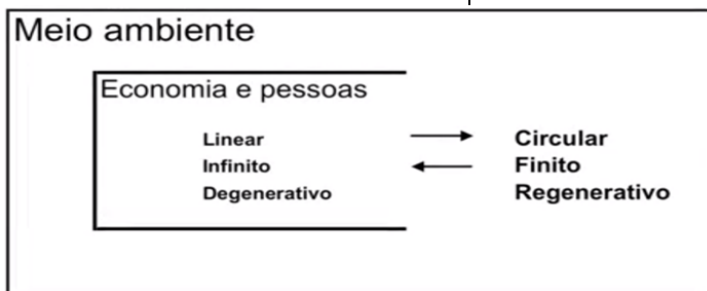 Meio ambiente
Economia e pessoas
Linear Circular
Infinito Finito
Degenerativo Regenerativo